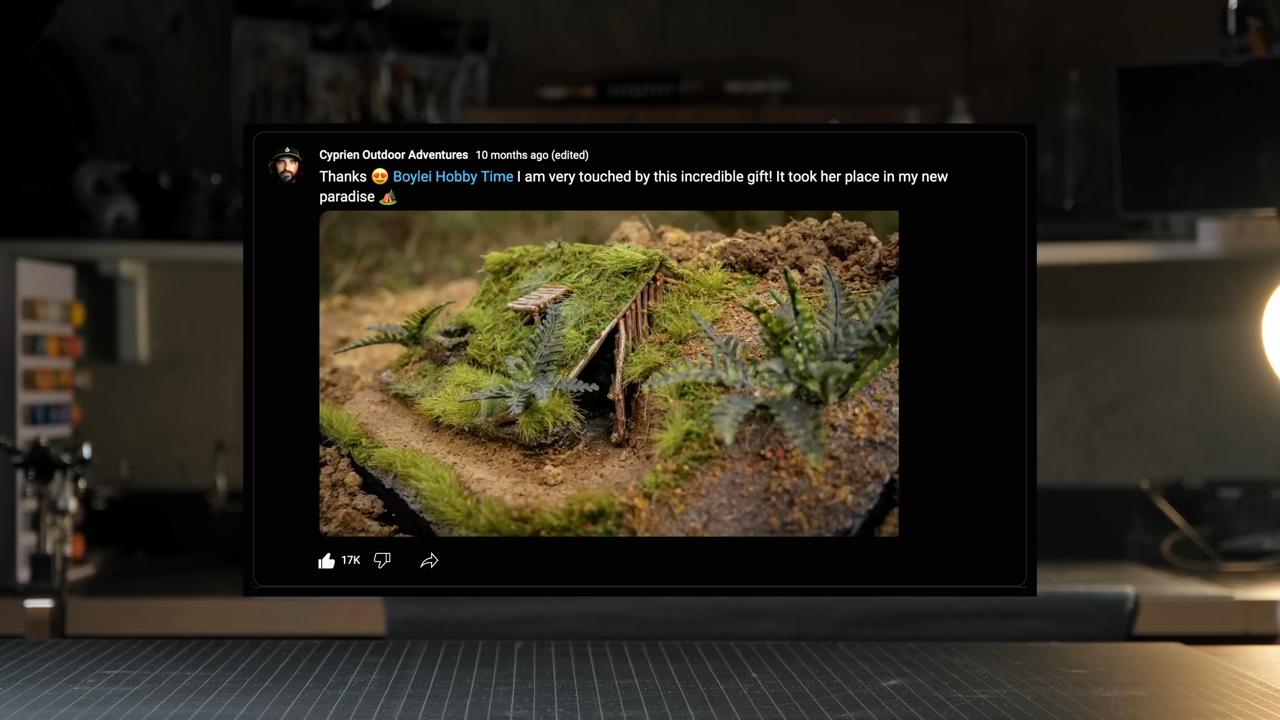 Cyprien Outdoor Adventures 10 months ago (edited)
Thanks 😍 Boylei Hobby Time I am very touched by this incredible gift! It took her place in my new
paradise 🏕️
17K